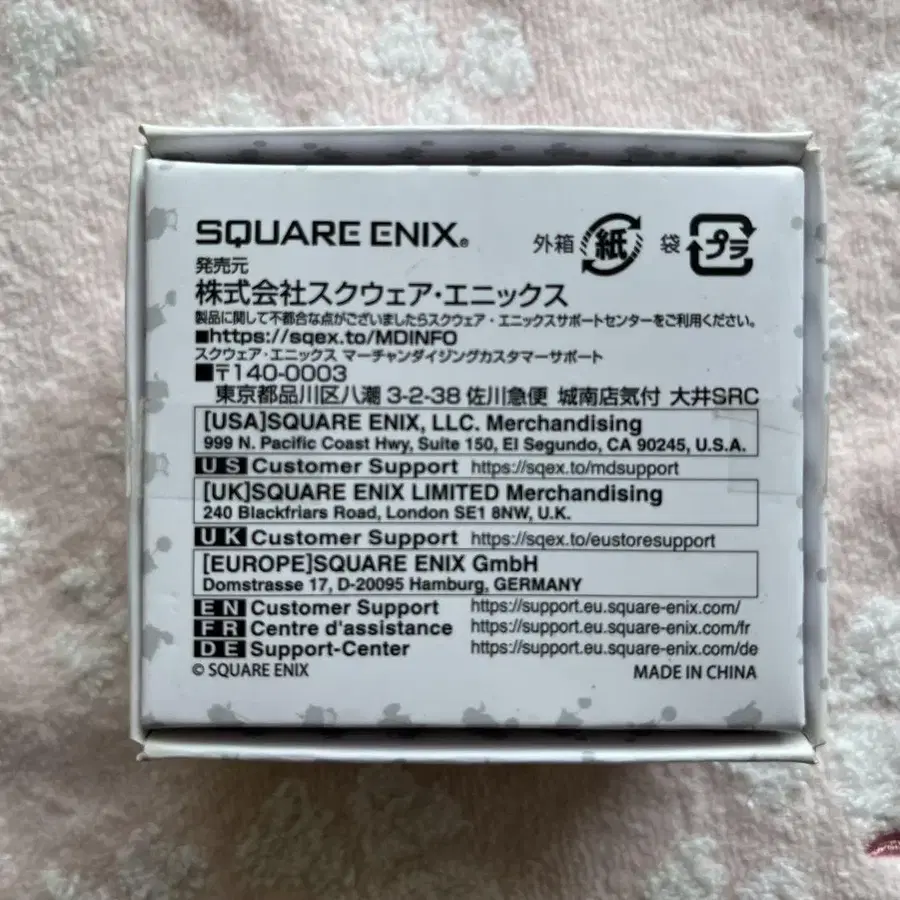 SQUARE ENIX®
外箱 紙 袋 プラ
発売元
株式会社スクウェア・エニックス
製品に関して不都合な点がございましたらスクウェア・エニックスサポートセンターをご利用ください。
■https://sqex.to/MDINFO
スクウェア・エニックス マーチャンダイジングカスタマーサポート
■〒140-0003
東京都品川区八潮 3-2-38 佐川急便 城南店気付 大井SRC
[USA]SQUARE ENIX, LLC. Merchandising
999 N. Pacific Coast Hwy, Suite 150, El Segundo, CA 90245, U.S.A.
US Customer Support https://sqex.to/mdsupport
[UK]SQUARE ENIX LIMITED Merchandising
240 Blackfriars Road, London SE1 8NW, U.K.
UK Customer Support https://sqex.to/eustoresupport
[EUROPE]SQUARE ENIX GmbH
Domstrasse 17, D-20095 Hamburg, GERMANY
EN Customer Support https://support.eu.square-enix.com/
FR Centre d'assistance https://support.eu.square-enix.com/fr
DE Support-Center https://support.eu.square-enix.com/de
© SQUARE ENIX MADE IN CHINA